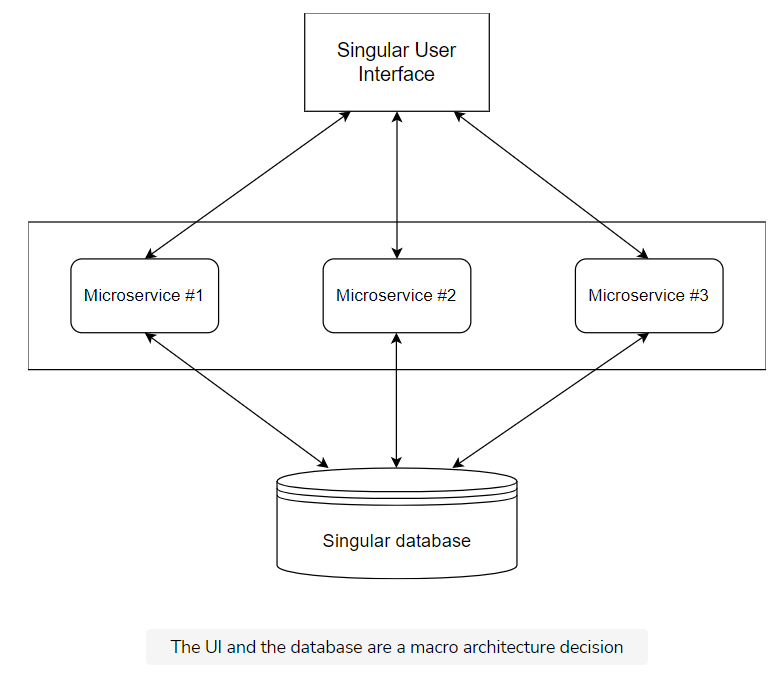 Singular User
Interface
Microservice #1
Microservice #2
Microservice #3
Singular database
The UI and the database are a macro architecture decision